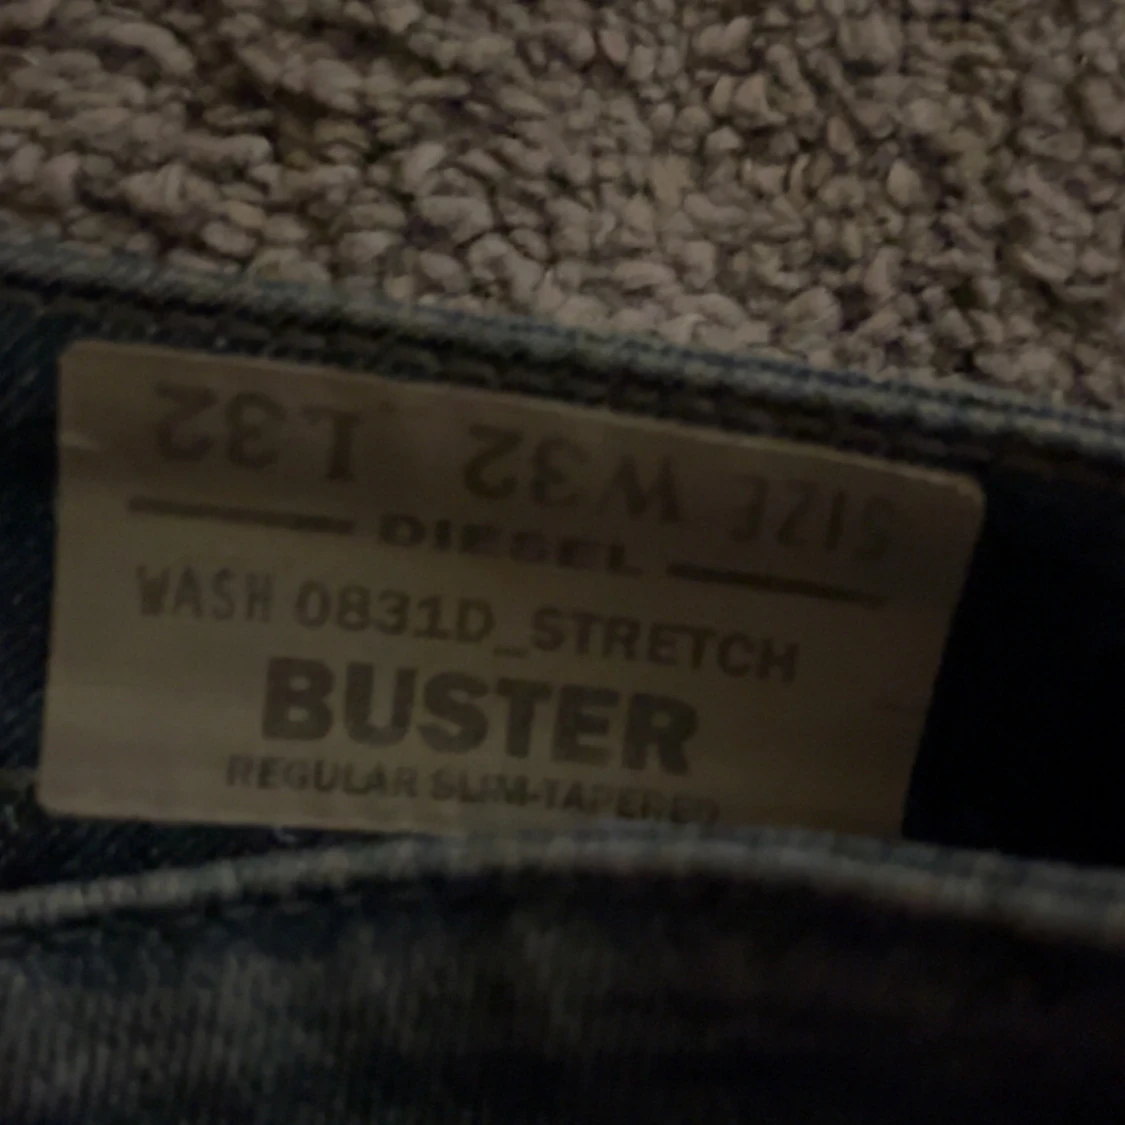 SIZE W32 L32
DIESEL
WASH 0831D_STRETCH
BUSTER
REGULAR SLIM-TAPERED